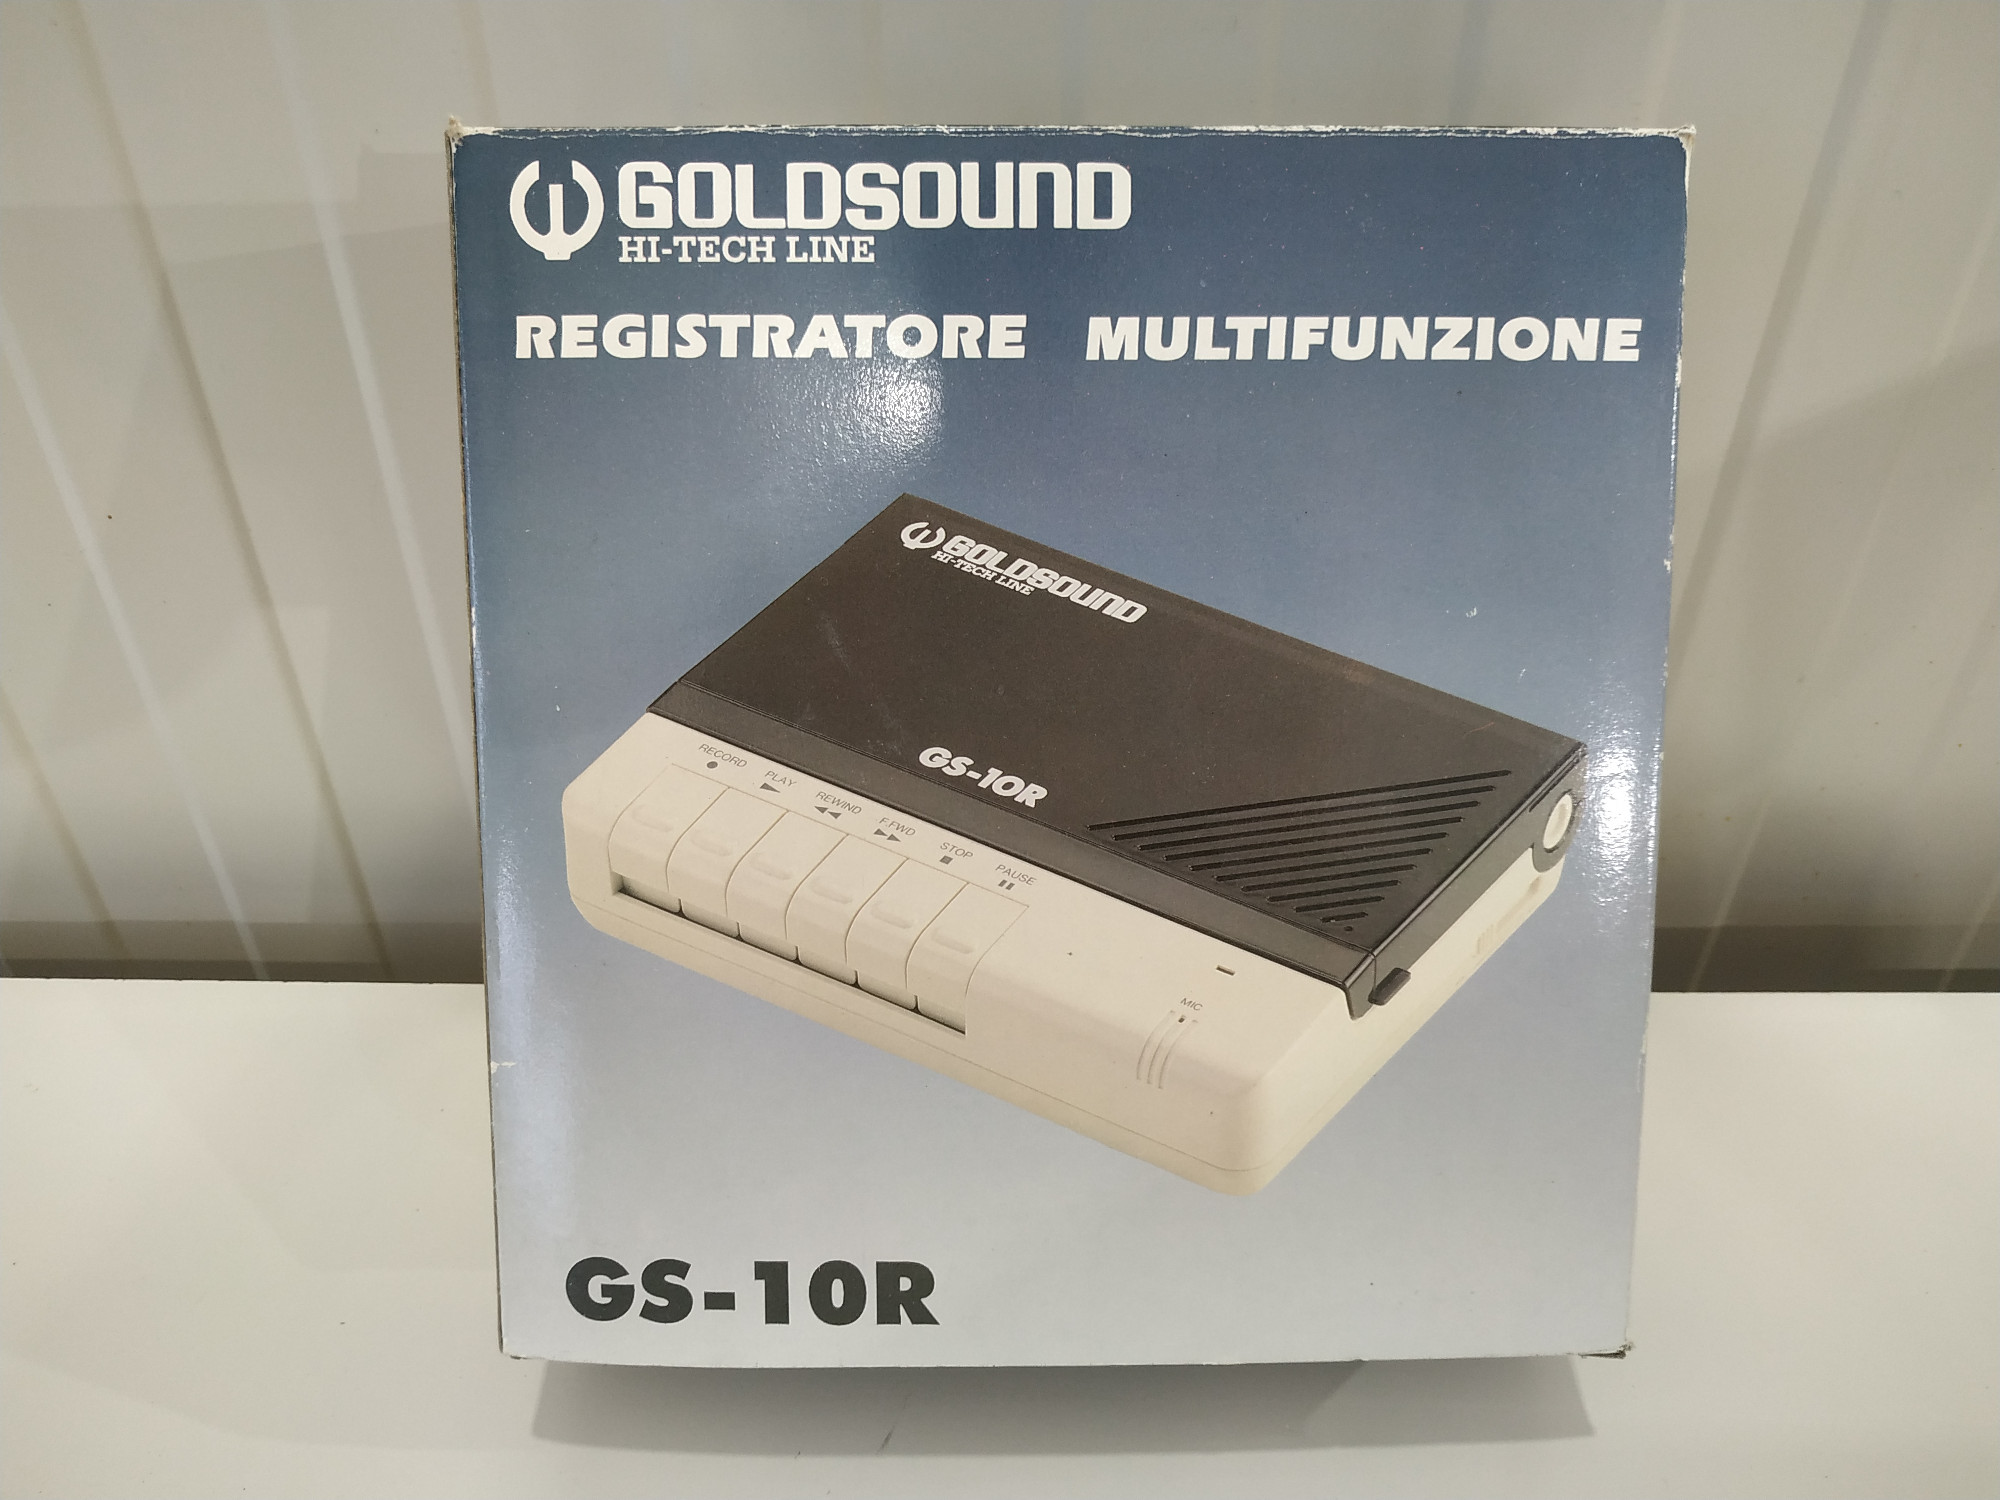 GOLDSOUND
HI-TECH LINE
REGISTRATORE MULTIFUNZIONE
GOLDSOUND
HI-TECH LINE
GS-10R
RECORD
PLAY
REWIND
F.FWD
STOP
PAUSE
MIC
GS-10R